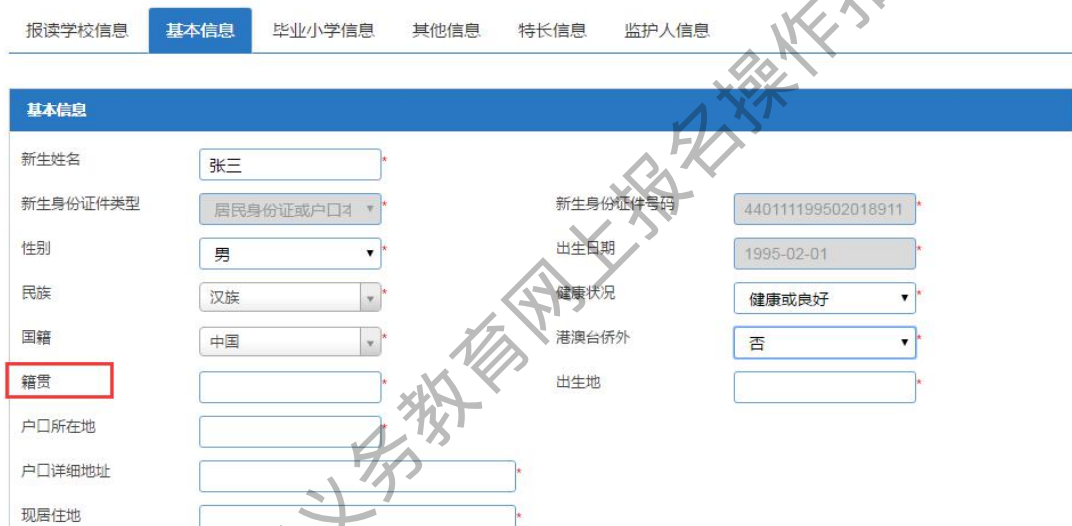 报读学校信息 基本信息 毕业小学信息 其他信息 特长信息 监护人信息
基本信息
新生姓名 张三 *
新生身份证件类型 居民身份证或户口 * 新生身份证件号码 440111199502018911 *
性别 男 * 出生日期 1995-02-01 *
民族 汉族 * 健康状况 健康或良好 *
国籍 中国 * 港澳台侨外 否 *
籍贯 * 出生地 *
户口所在地 *
户口详细地址 *
现居住地 *
义务教育网上报名操作